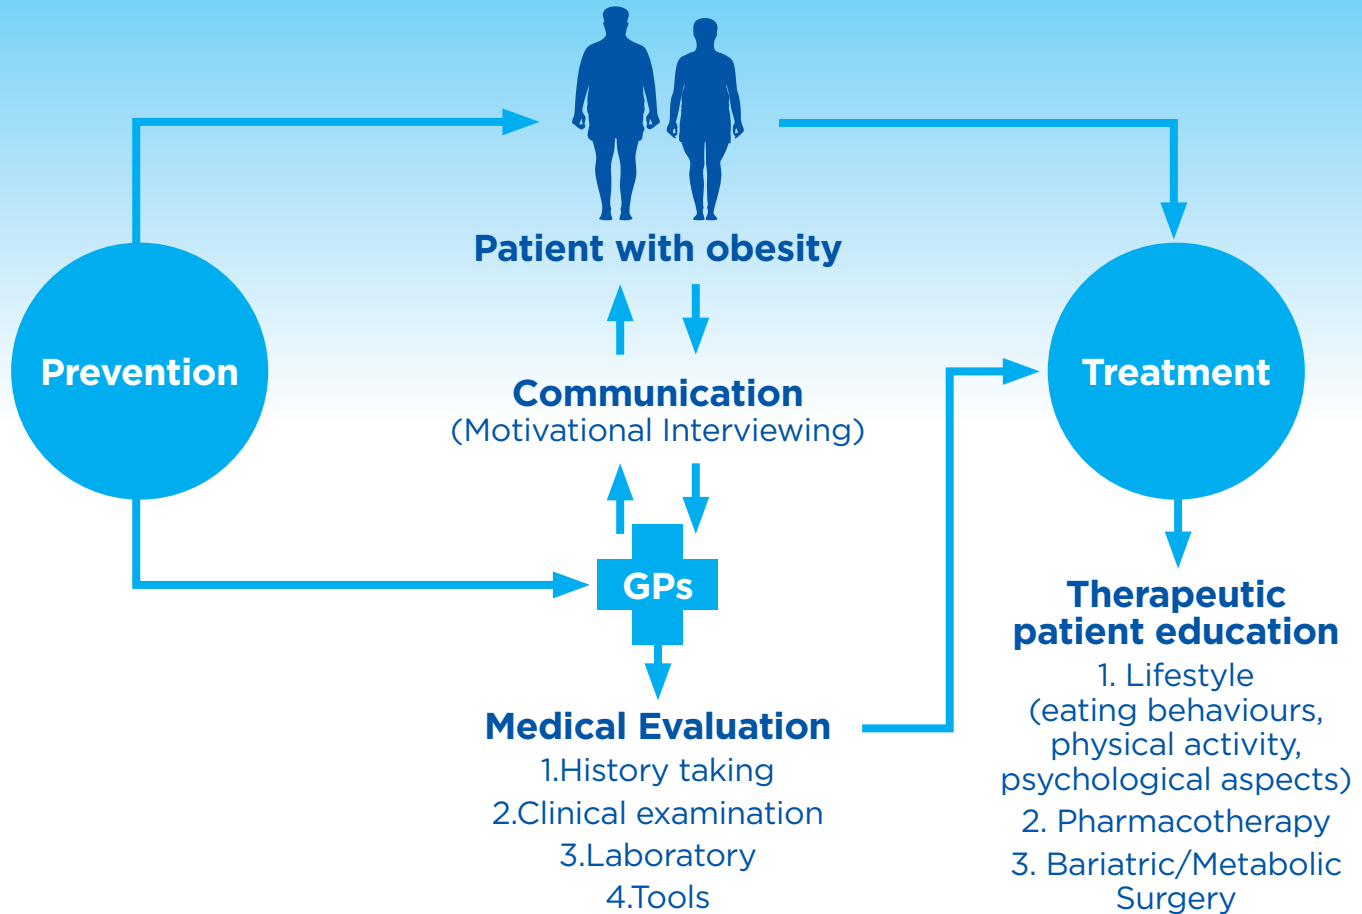 Patient with obesity
Prevention
Communication
(Motivational Interviewing)
Treatment
GPs
Medical Evaluation
1.History taking
2.Clinical examination
3.Laboratory
4.Tools
Therapeutic
patient education
1. Lifestyle
(eating behaviours,
physical activity,
psychological aspects)
2. Pharmacotherapy
3. Bariatric/Metabolic
Surgery